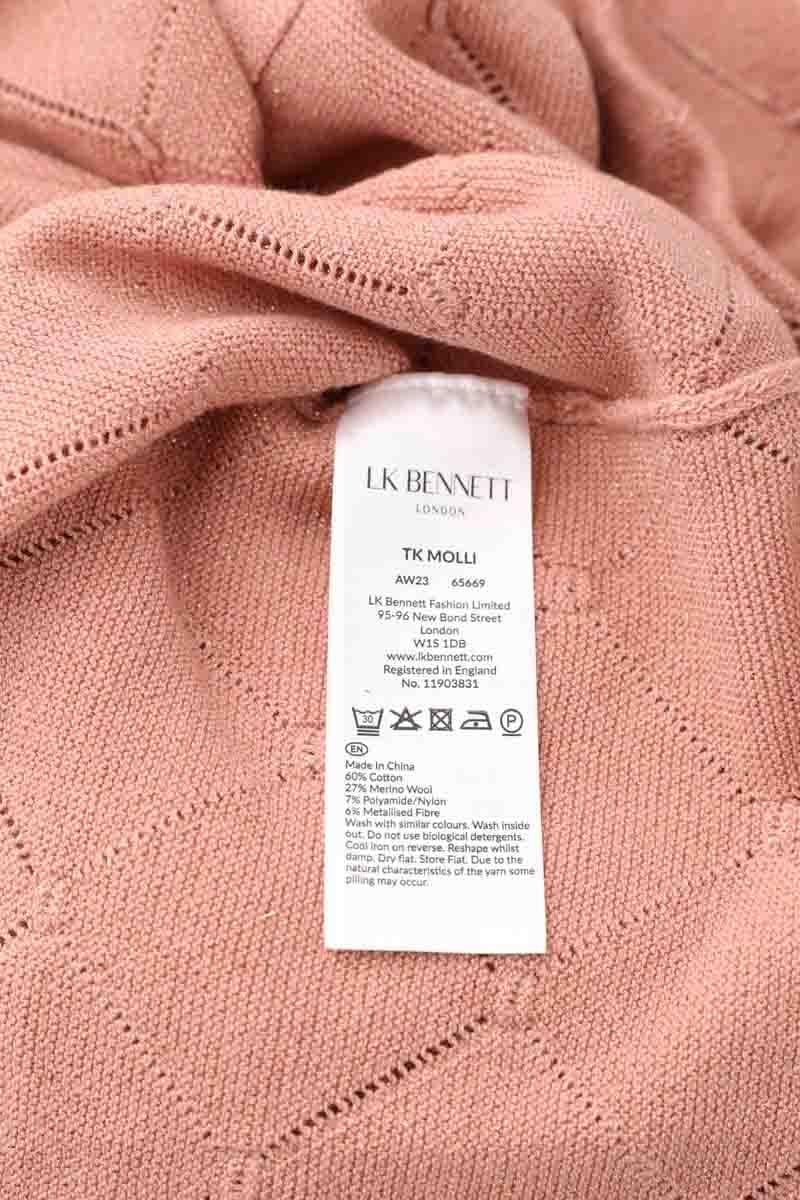 LK BENNETT
LONDON
TK MOLLI
AW23 65669
LK Bennett Fashion Limited
95-96 New Bond Street
London
W1S 1DB
www.lkbennett.com
Registered in England
No. 11903831
30 P
EN
Made In China
60% Cotton
27% Merino Wool
7% Polyamide/Nylon
6% Metallised Fibre
Wash with similar colours. Wash inside
out. Do not use biological detergents.
Cool iron on reverse. Reshape whilst
damp. Dry flat. Store Flat. Due to the
natural characteristics of the yarn some
pilling may occur.